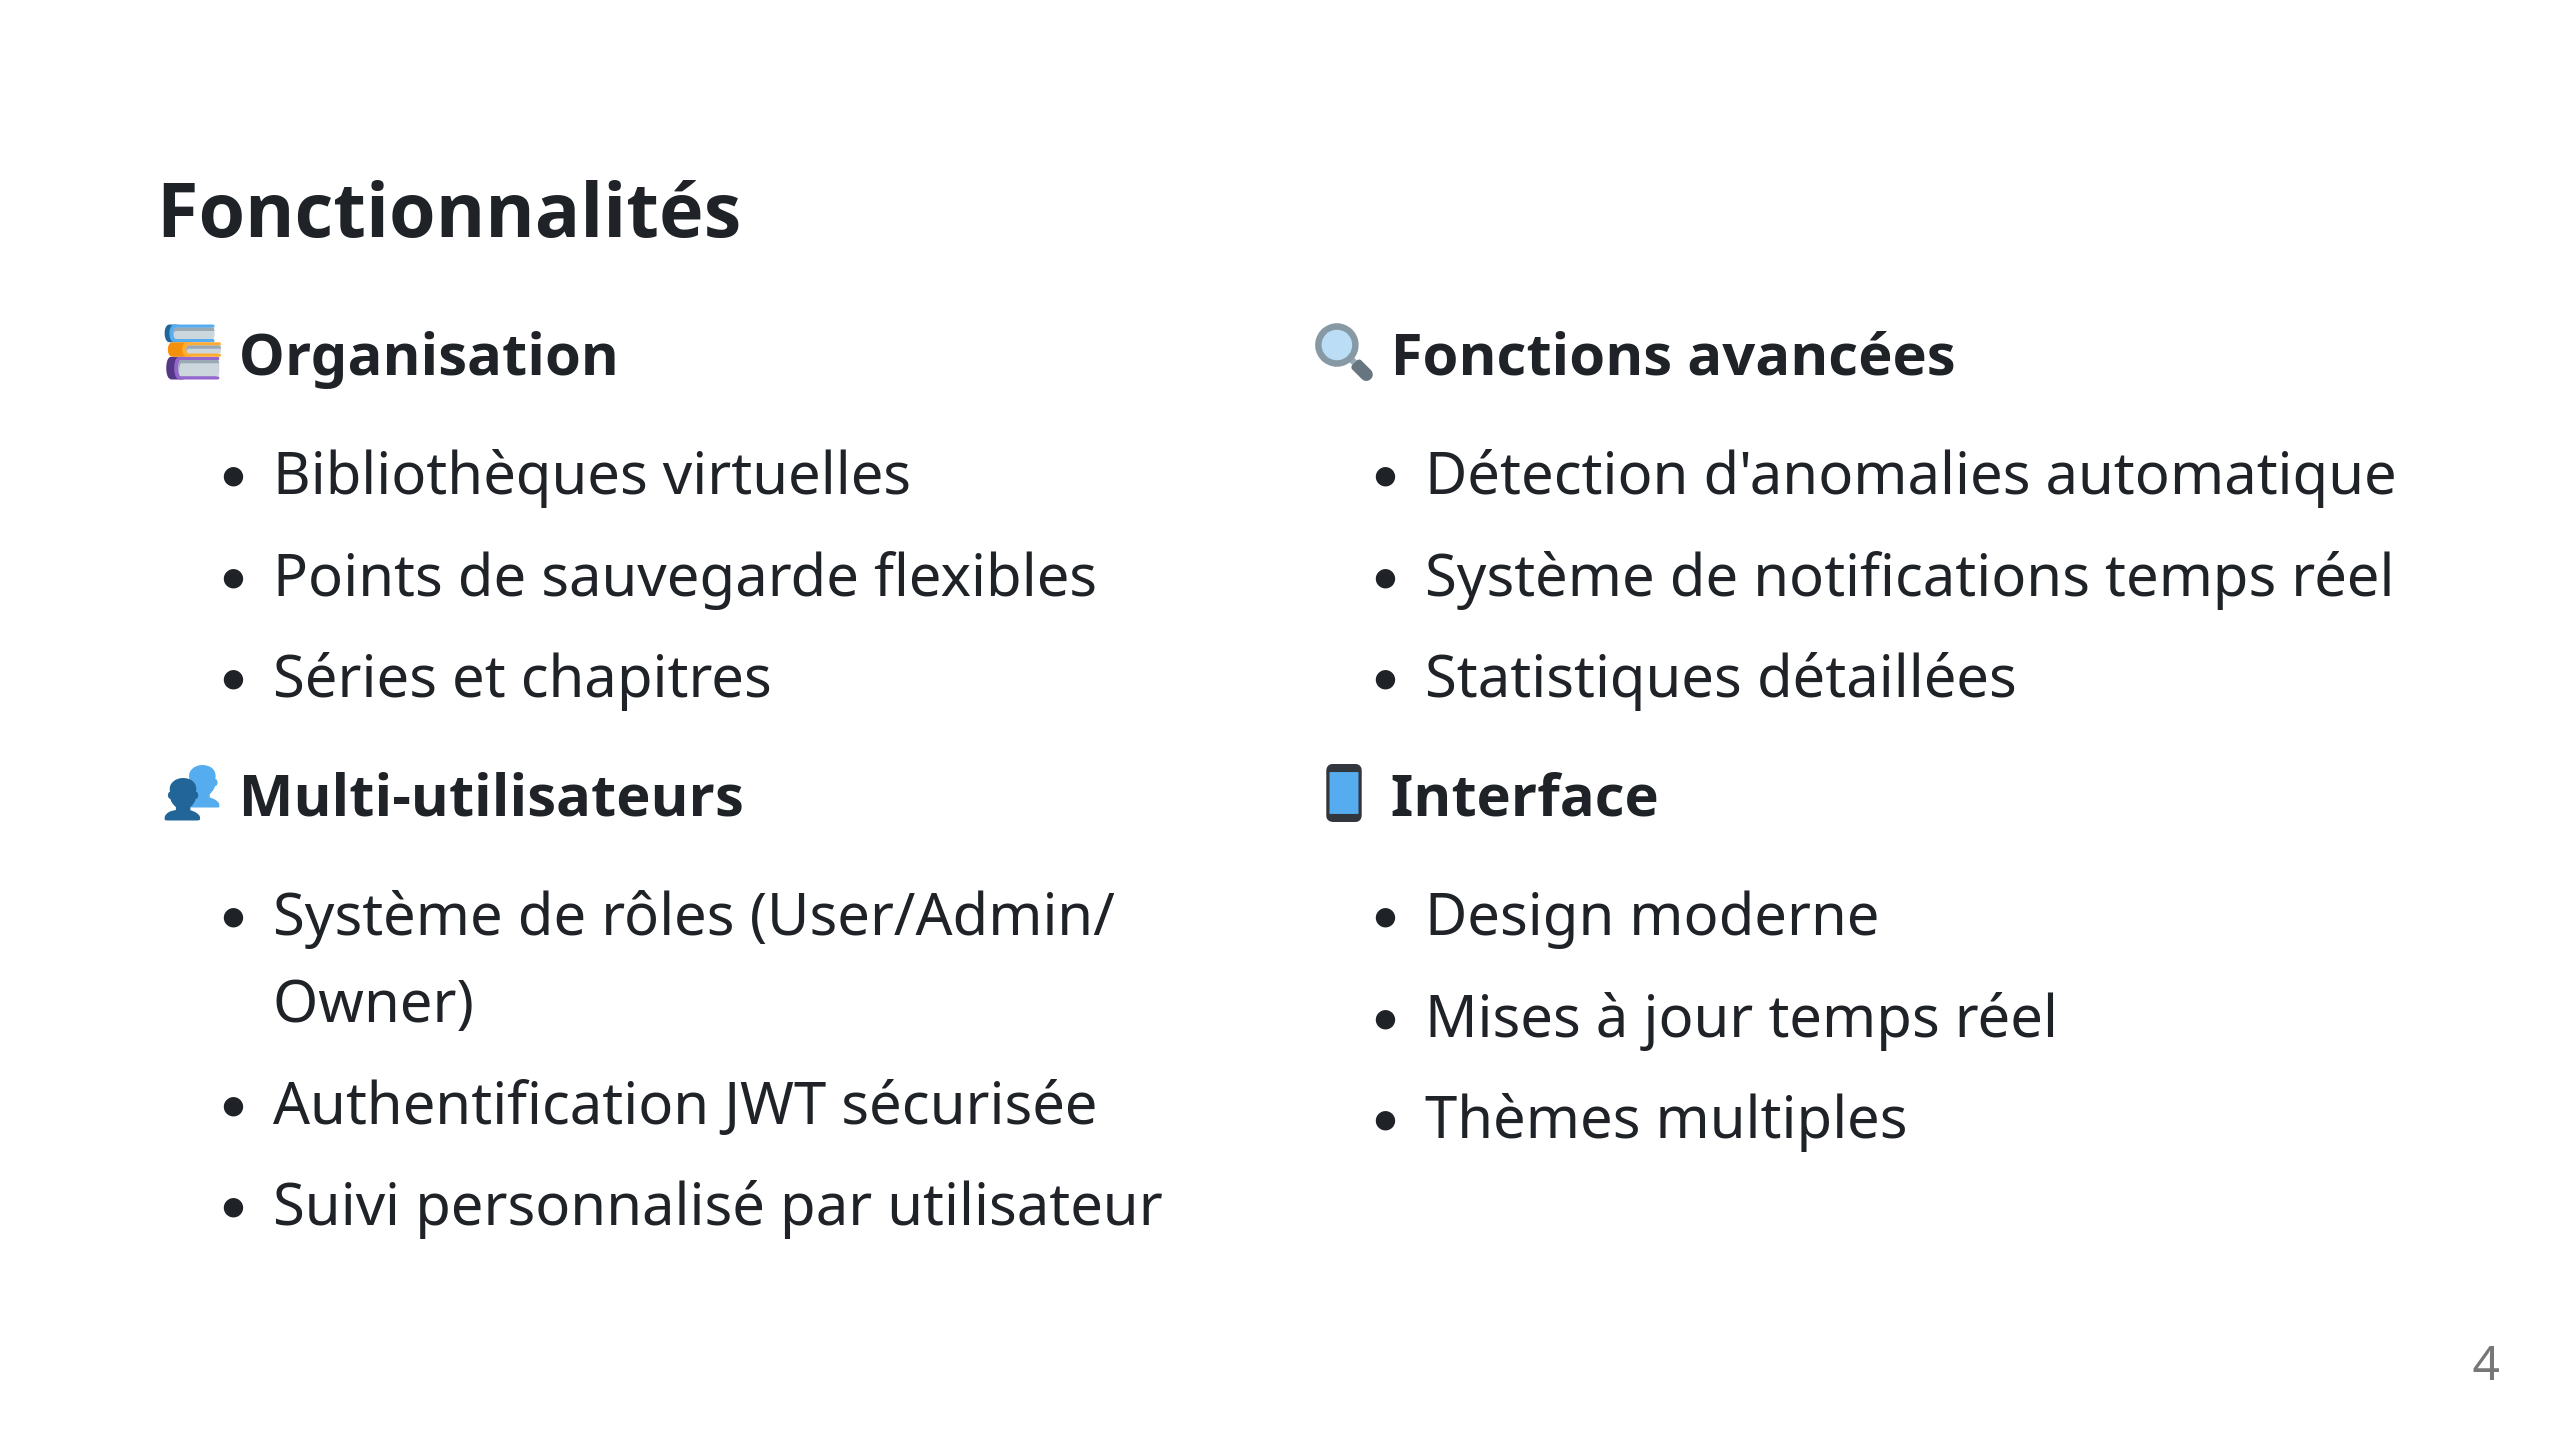 Fonctionnalités
Organisation
Bibliothèques virtuelles
Points de sauvegarde flexibles
Séries et chapitres
Multi-utilisateurs
Système de rôles (User/Admin/
Owner)
Authentification JWT sécurisée
Suivi personnalisé par utilisateur
Fonctions avancées
Détection d'anomalies automatique
Système de notifications temps réel
Statistiques détaillées
Interface
Design moderne
Mises à jour temps réel
Thèmes multiples
4